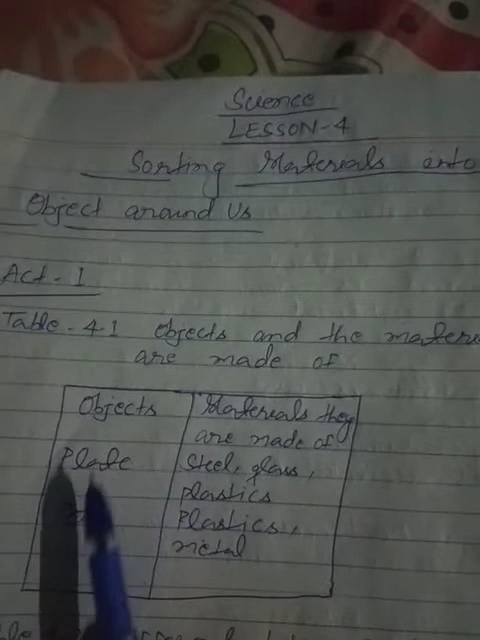 Science
LESSON-4
Sorting Materials into
Object around Us
Act-1
Table-4.1 Objects and the
are made of
Objects
Materials they
are made of
Plate
Steel, glass,
plastics
Plastics,
metal